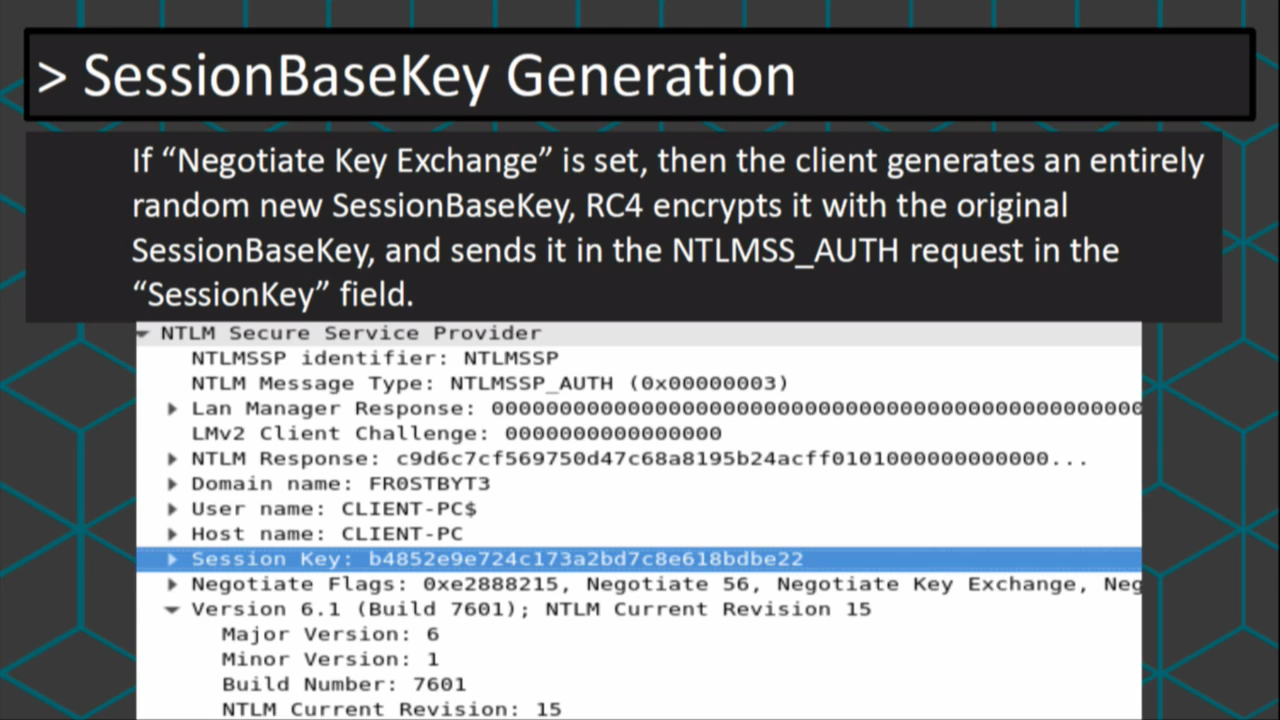 > SessionBaseKey Generation
If “Negotiate Key Exchange” is set, then the client generates an entirely
random new SessionBaseKey, RC4 encrypts it with the original
SessionBaseKey, and sends it in the NTLMSS_AUTH request in the
“SessionKey” field.
NTLM Secure Service Provider
NTLMSSP identifier: NTLMSSP
NTLM Message Type: NTLMSSP_AUTH (0x00000003)
Lan Manager Response: 000000000000000000000000000000000000000000000000
LMv2 Client Challenge: 0000000000000000
NTLM Response: c9d6c7cf569750d47c68a8195b24acff0101000000000000...
Domain name: FR0STBYT3
User name: CLIENT-PC$
Host name: CLIENT-PC
Session Key: b4852e9e724c173a2bd7c8e618bdbe22
Negotiate Flags: 0xe2888215, Negotiate 56, Negotiate Key Exchange, Neg
Version 6.1 (Build 7601); NTLM Current Revision 15
Major Version: 6
Minor Version: 1
Build Number: 7601
NTLM Current Revision: 15